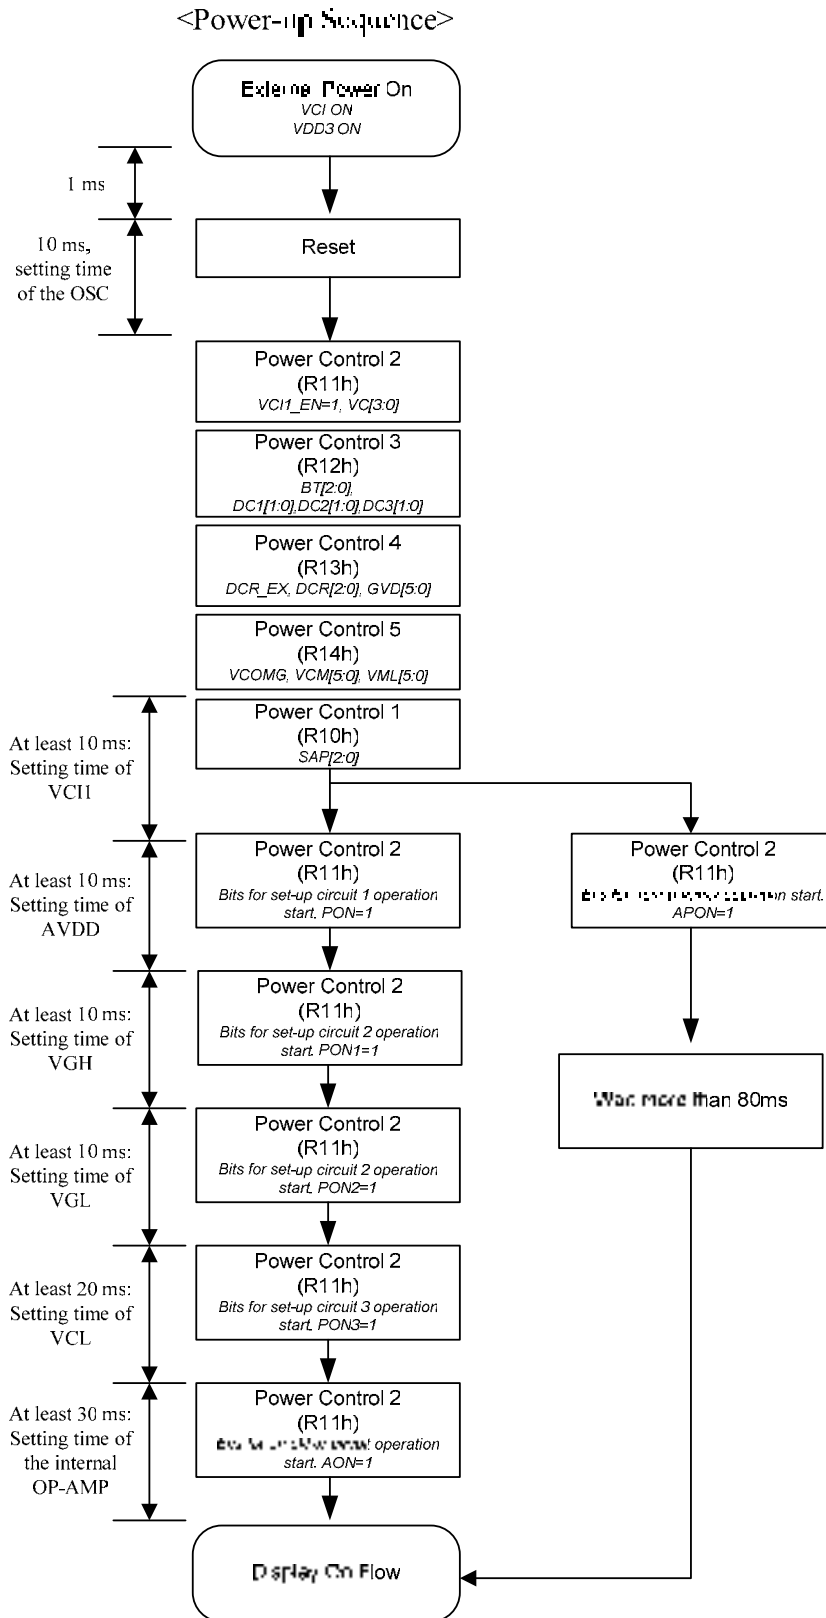 <Power-up Sequence>
External Power On
VCI ON
VDD3 ON
1 ms
Reset
10 ms,
setting time
of the OSC
Power Control 2
(R11h)
VCI1_EN=1, VC[3:0]
Power Control 3
(R12h)
BT[2:0],
DC1[1:0],DC2[1:0],DC3[1:0]
Power Control 4
(R13h)
DCR_EX, DCR[2:0], GVD[5:0]
Power Control 5
(R14h)
VCOMG, VCM[5:0], VML[5:0]
Power Control 1
(R10h)
SAP[2:0]
At least 10 ms:
Setting time of
VCI1
Power Control 2
(R11h)
Bits for set-up circuit 1 operation
start. PON=1
At least 10 ms:
Setting time of
AVDD
Power Control 2
(R11h)
start.
APON=1
Power Control 2
(R11h)
Bits for set-up circuit 2 operation
start. PON1=1
At least 10 ms:
Setting time of
VGH
Wait more than 80ms
Power Control 2
(R11h)
Bits for set-up circuit 2 operation
start. PON2=1
At least 10 ms:
Setting time of
VGL
Power Control 2
(R11h)
Bits for set-up circuit 3 operation
start. PON3=1
At least 20 ms:
Setting time of
VCL
Power Control 2
(R11h)
operation
start. AON=1
At least 30 ms:
Setting time of
the internal
OP-AMP
Display On Flow